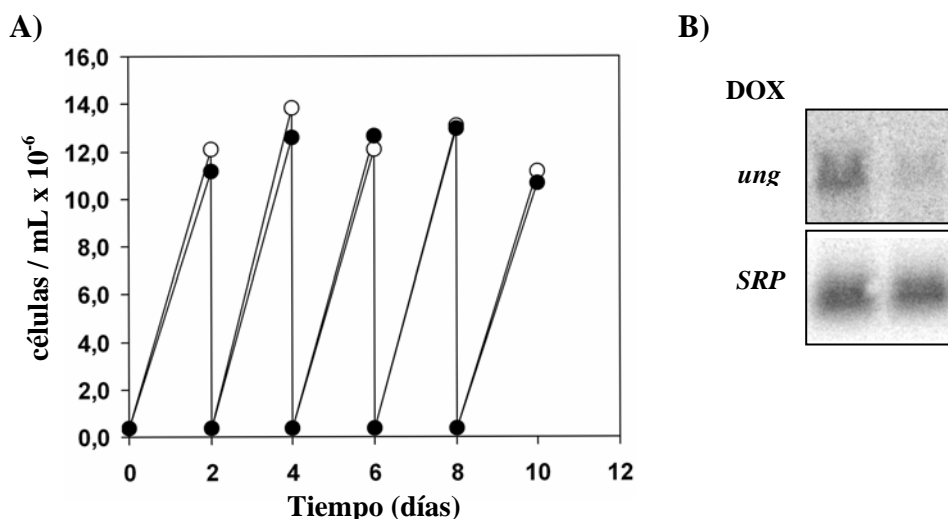 A)
16,0
14,0
12,0
10,0
8,0
6,0
4,0
2,0
0,0
células / mL x 10⁻⁶
0 2 4 6 8 10 12
Tiempo (días)
B)
DOX
ung
SRP